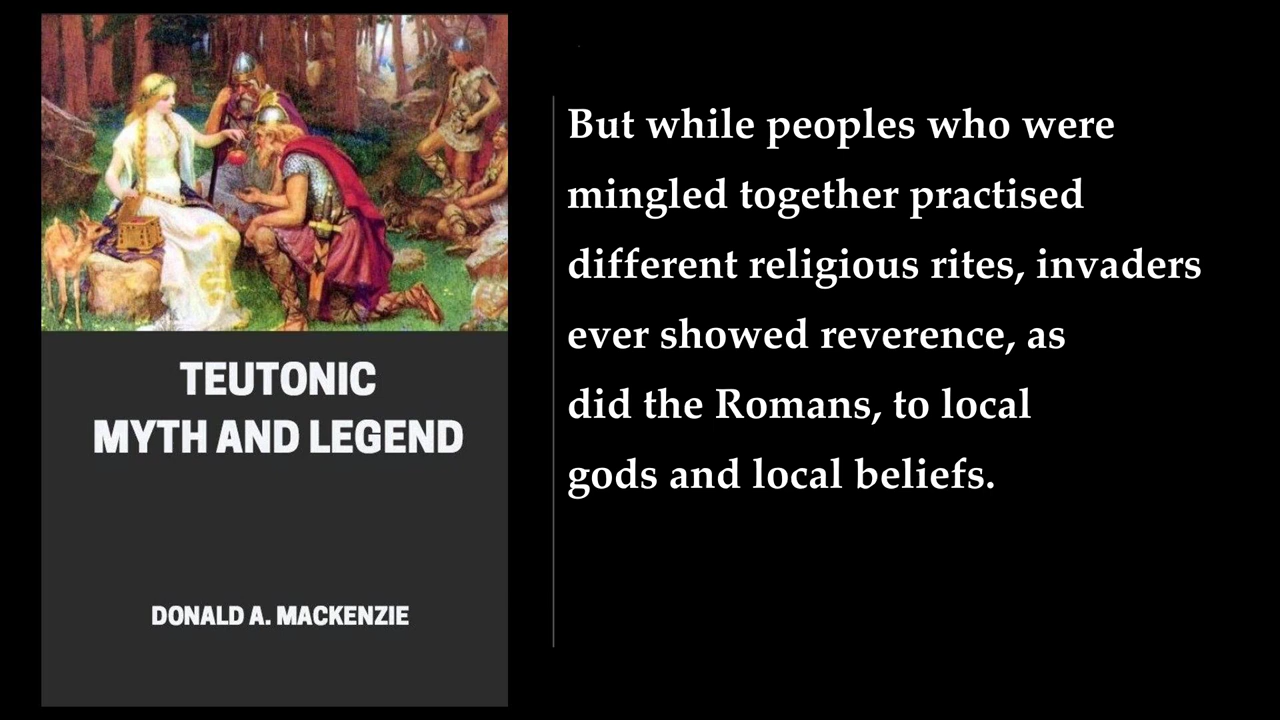 TEUTONIC
MYTH AND LEGEND
DONALD A. MACKENZIE
But while peoples who were
mingled together practised
different religious rites, invaders
ever showed reverence, as
did the Romans, to local
gods and local beliefs.